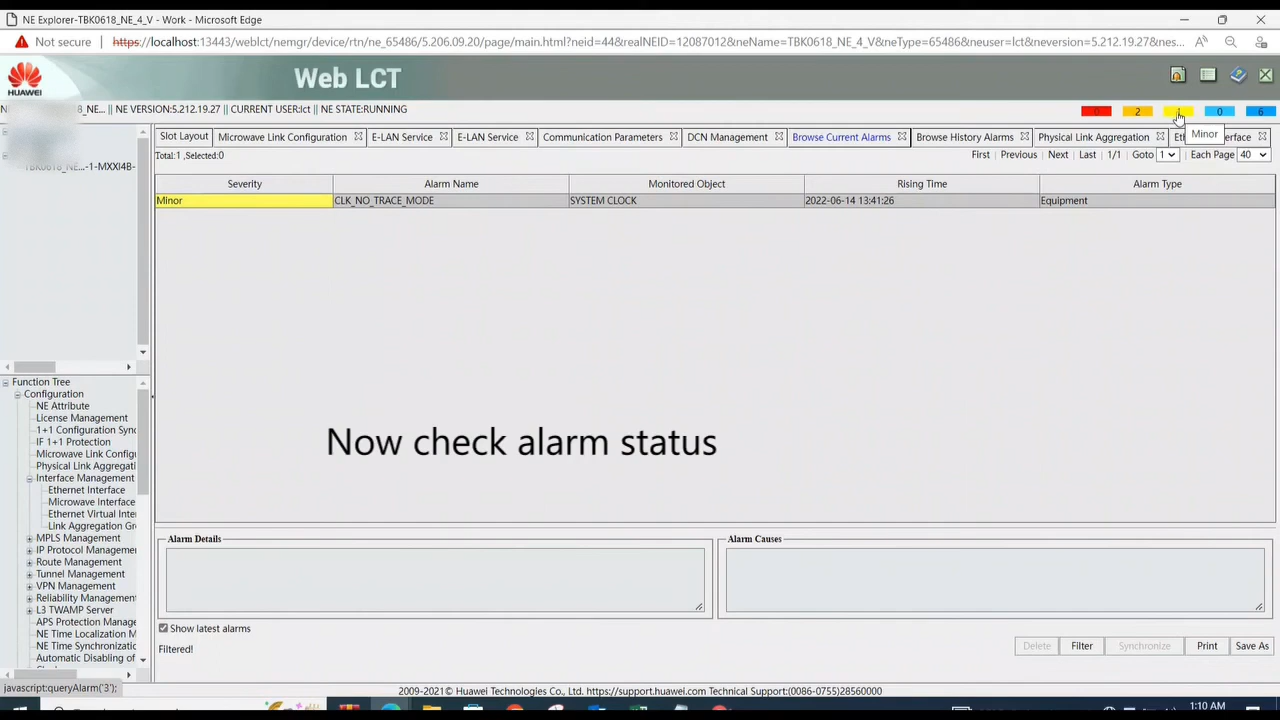 NE Explorer-TBK0618_NE_4_V - Work - Microsoft Edge
Not secure https://localhost:13443/weblct/nemgr/device/rtn/ne_65486/5.206.09.20/page/main.html?neid=44&realNEID=12087012&neName=TBK0618_NE_4_V&neType=65486&neuser=lct&neversion=5.212.19.27&nes...
HUAWEI
Web LCT
_NE... || NE VERSION:5.212.19.27 || CURRENT USER:lct || NE STATE:RUNNING
2 1 0 6
Minor
Slot Layout Microwave Link Configuration E-LAN Service E-LAN Service Communication Parameters DCN Management Browse Current Alarms Browse History Alarms Physical Link Aggregation
Total:1 ,Selected:0 First Previous Next Last 1/1 Goto 1 Each Page 40
TBK0618_NE...-1-MXXI4B-
Severity Alarm Name Monitored Object Rising Time Alarm Type
Minor CLK_NO_TRACE_MODE SYSTEM CLOCK 2022-06-14 13:41:26 Equipment
Function Tree
Configuration
NE Attribute
License Management
1+1 Configuration Sync
IF 1+1 Protection
Microwave Link Configu
Physical Link Aggregati
Interface Management
Ethernet Interface
Microwave Interface
Ethernet Virtual Inte
Link Aggregation Gr
MPLS Management
IP Protocol Managemer
Route Management
Tunnel Management
VPN Management
Reliability Management
L3 TWAMP Server
APS Protection Manage
NE Time Localization M
NE Time Synchronizatio
Automatic Disabling of
Now check alarm status
Alarm Details
Alarm Causes
Show latest alarms
Filtered!
Delete Filter Synchronize Print Save As
javascript:queryAlarm('3');
2009-2021© Huawei Technologies Co., Ltd. https://support.huawei.com Technical Support:(0086-0755)28560000
1:10 AM